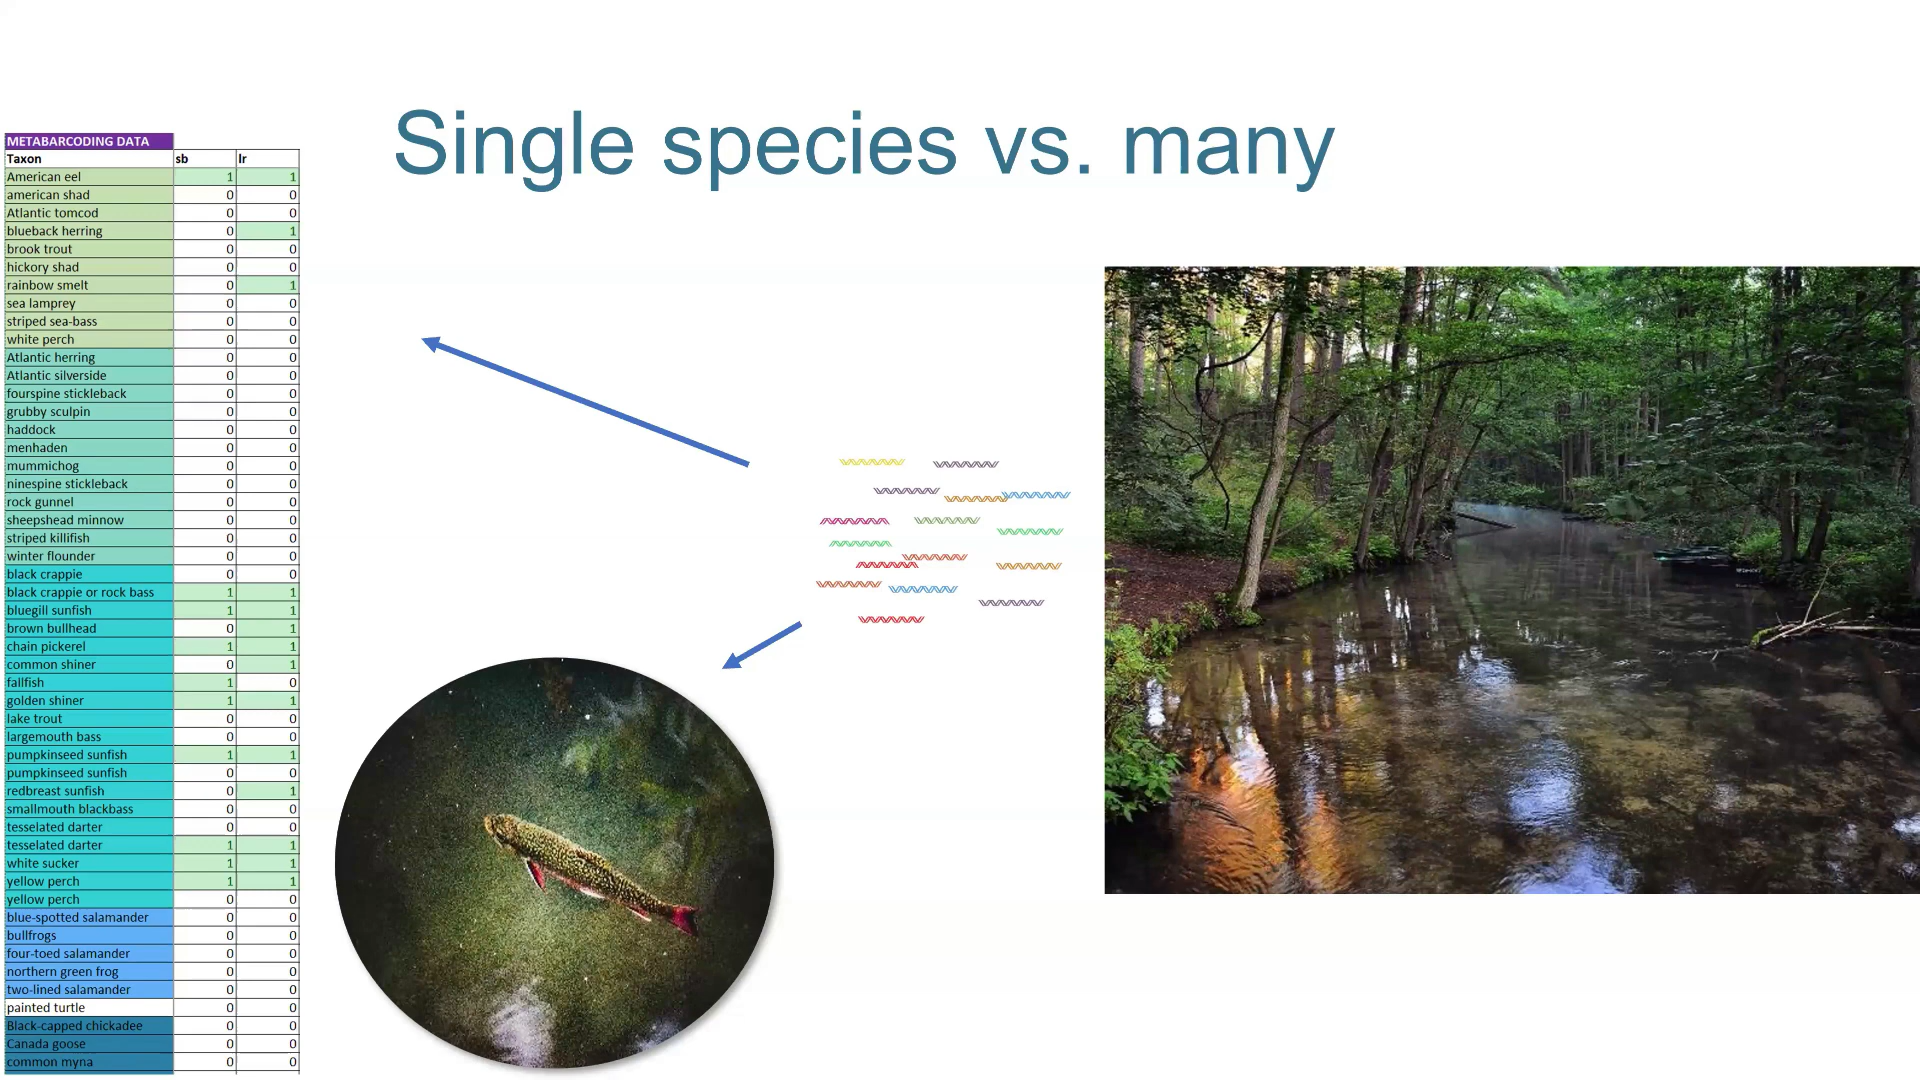 Single species vs. many
METABARCODING DATA
Taxon sb lr
American eel 1 1
american shad 0 0
Atlantic tomcod 0 0
blueback herring 0 1
brook trout 0 0
hickory shad 0 0
rainbow smelt 0 1
sea lamprey 0 0
striped sea-bass 0 0
white perch 0 0
Atlantic herring 0 0
Atlantic silverside 0 0
fourspine stickleback 0 0
grubby sculpin 0 0
haddock 0 0
menhaden 0 0
mummichog 0 0
ninespine stickleback 0 0
rock gunnel 0 0
sheepshead minnow 0 0
striped killifish 0 0
winter flounder 0 0
black crappie 0 0
black crappie or rock bass 1 1
bluegill sunfish 1 1
brown bullhead 0 1
chain pickerel 1 1
common shiner 0 1
fallfish 1 0
golden shiner 1 1
lake trout 0 0
largemouth bass 0 0
pumpkinseed sunfish 1 1
pumpkinseed sunfish 0 0
redbreast sunfish 0 1
smallmouth blackbass 0 0
tesselated darter 0 0
tesselated darter 1 1
white sucker 1 1
yellow perch 1 1
yellow perch 0 0
blue-spotted salamander 0 0
bullfrogs 0 0
four-toed salamander 0 0
northern green frog 0 0
two-lined salamander 0 0
painted turtle 0 0
Black-capped chickadee 0 0
Canada goose 0 0
common myna 0 0